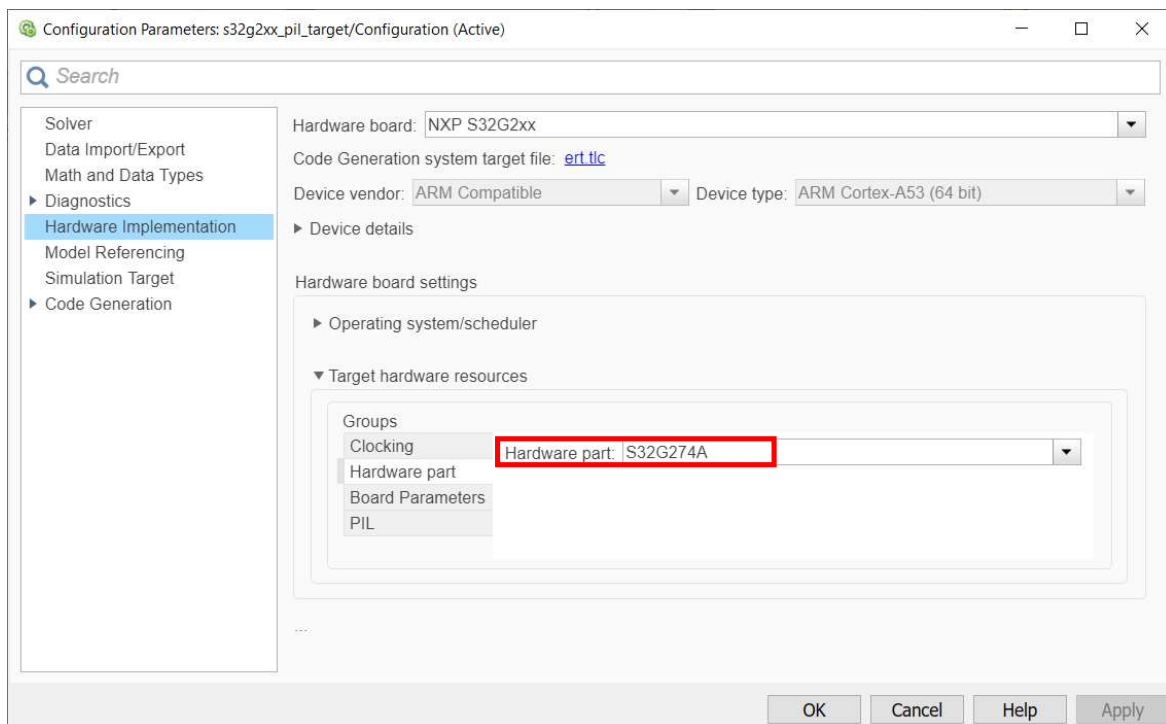 Configuration Parameters: s32g2xx_pil_target/Configuration (Active)
Search
Solver
Data Import/Export
Math and Data Types
Diagnostics
Hardware Implementation
Model Referencing
Simulation Target
Code Generation
Hardware board: NXP S32G2xx
Code Generation system target file: ert.tlc
Device vendor: ARM Compatible Device type: ARM Cortex-A53 (64 bit)
Device details
Hardware board settings
Operating system/scheduler
Target hardware resources
Groups
Clocking
Hardware part
Board Parameters
PIL
Hardware part: S32G274A
...
OK Cancel Help Apply